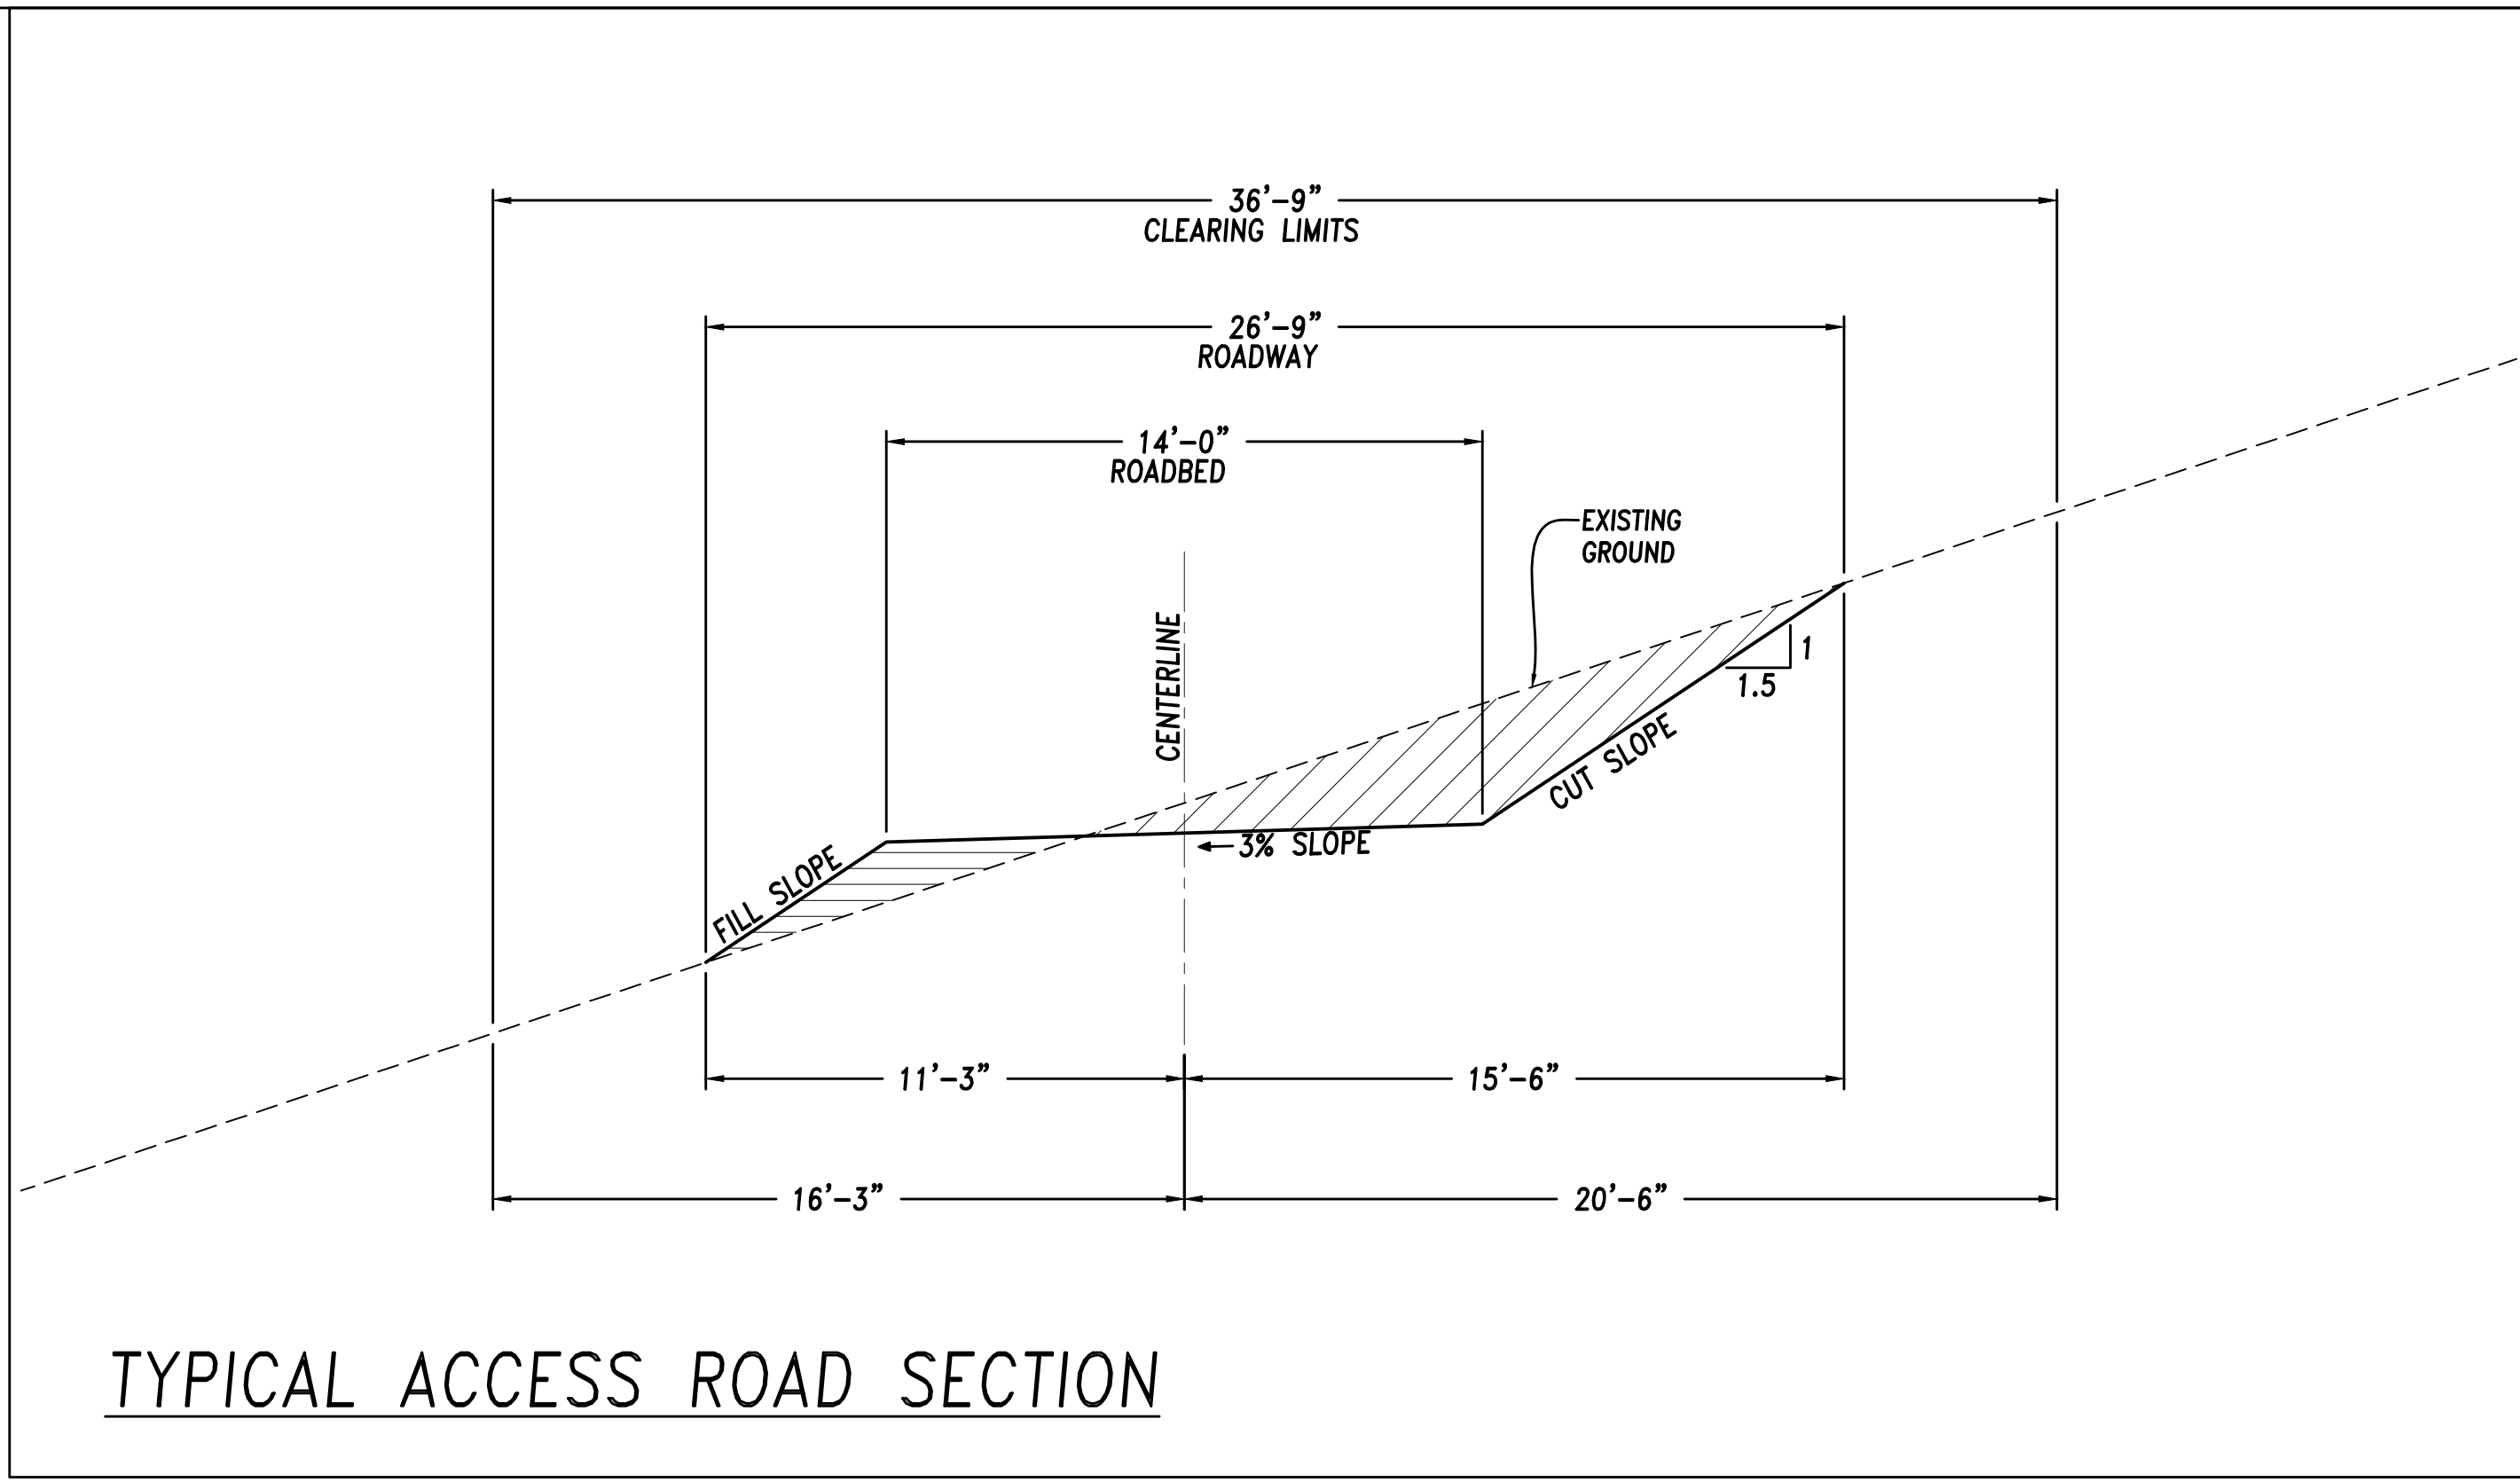 36'-9"
CLEARING LIMITS
26'-9"
ROADWAY
14'-0"
ROADBED
EXISTING
GROUND
CENTERLINE
1
1.5
CUT SLOPE
3% SLOPE
FILL SLOPE
11'-3"
15'-6"
16'-3"
20'-6"
TYPICAL ACCESS ROAD SECTION